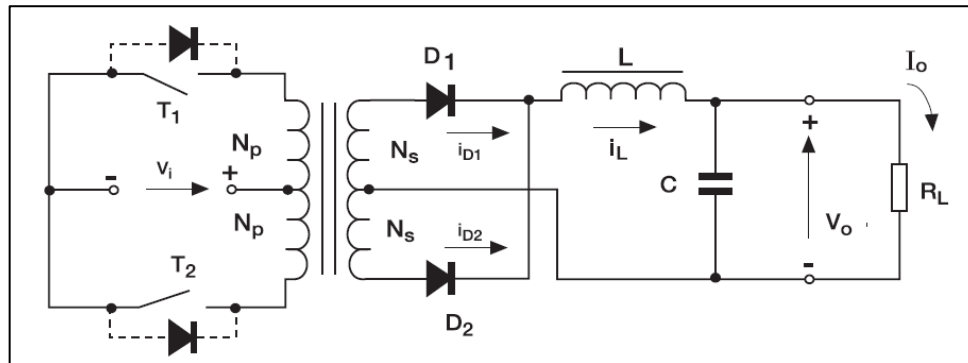 D1
L
Io
T1
Np
Ns
iD1
iL
+
- vi +
C
RL
Np
Ns
iD2
Vo
T2
-
D2